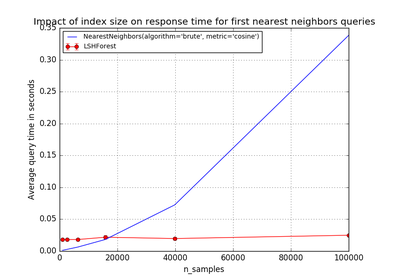 Impact of index size on response time for first nearest neighbors queries
NearestNeighbors(algorithm='brute', metric='cosine')
LSHForest
Average query time in seconds
0.35
0.30
0.25
0.20
0.15
0.10
0.05
0.00
0
20000
40000
60000
80000
100000
n_samples